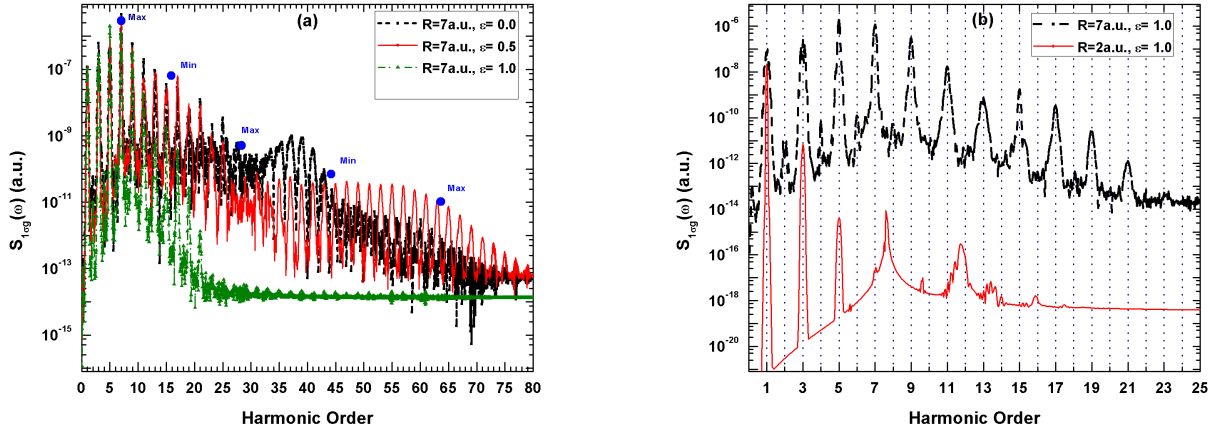 (a)
R=7a.u., ε= 0.0
R=7a.u., ε= 0.5
R=7a.u., ε= 1.0
Max
Min
Max
Min
Max
10⁻⁷
10⁻⁹
10⁻¹¹
10⁻¹³
10⁻¹⁵
S₁σg(ω) (a.u.)
0 5 10 15 20 25 30 35 40 45 50 55 60 65 70 75 80
Harmonic Order
(b)
R=7a.u., ε= 1.0
R=2a.u., ε= 1.0
10⁻⁶
10⁻⁸
10⁻¹⁰
10⁻¹²
10⁻¹⁴
10⁻¹⁶
10⁻¹⁸
10⁻²⁰
S₁σg(ω) (a.u.)
1 3 5 7 9 11 13 15 17 19 21 23 25
Harmonic Order